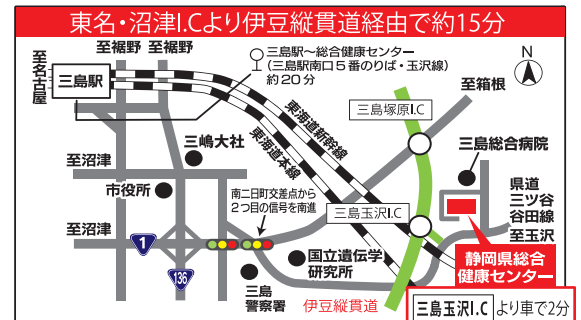 東名・沼津I.Cより伊豆縦貫道経由で約15分
至裾野
至裾野
至名古屋
三島駅
三島駅〜総合健康センター
(三島駅南口5番のりば・玉沢線)
約20分
N
至箱根
三島塚原I.C
東海道新幹線
東海道本線
三嶋大社
三島総合病院
至沼津
市役所
南二日町交差点から
2つ目の信号を南進
三島玉沢I.C
県道
三ツ谷
谷田線
至玉沢
至沼津
1
136
国立遺伝学
研究所
三島
警察署
伊豆縦貫道
静岡県総合
健康センター
三島玉沢I.Cより車で2分